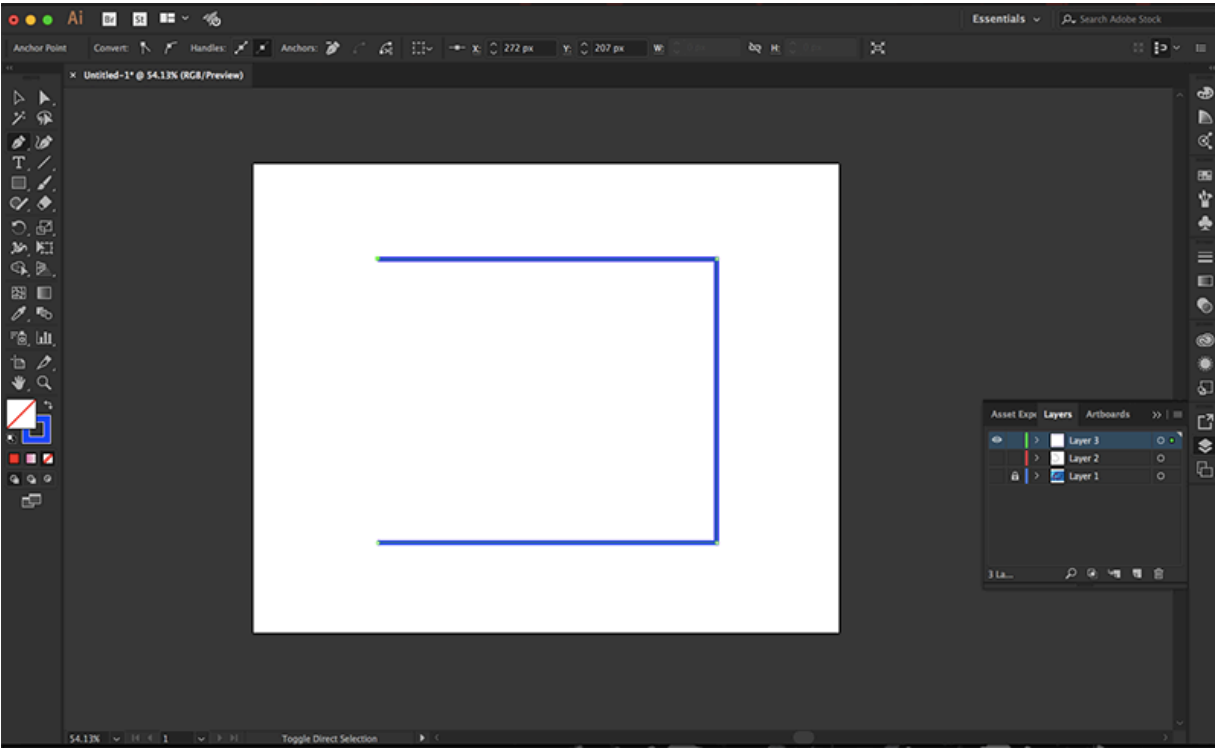 Ai Br St Essentials Search Adobe Stock
Anchor Point Convert: Handles: Anchors: X: 272 px Y: 207 px W: H:
× Untitled-1* @ 54.13% (RGB/Preview)
T
Asset Expo Layers Artboards
Layer 3
Layer 2
Layer 1
3 La...
54.13% 1 Toggle Direct Selection